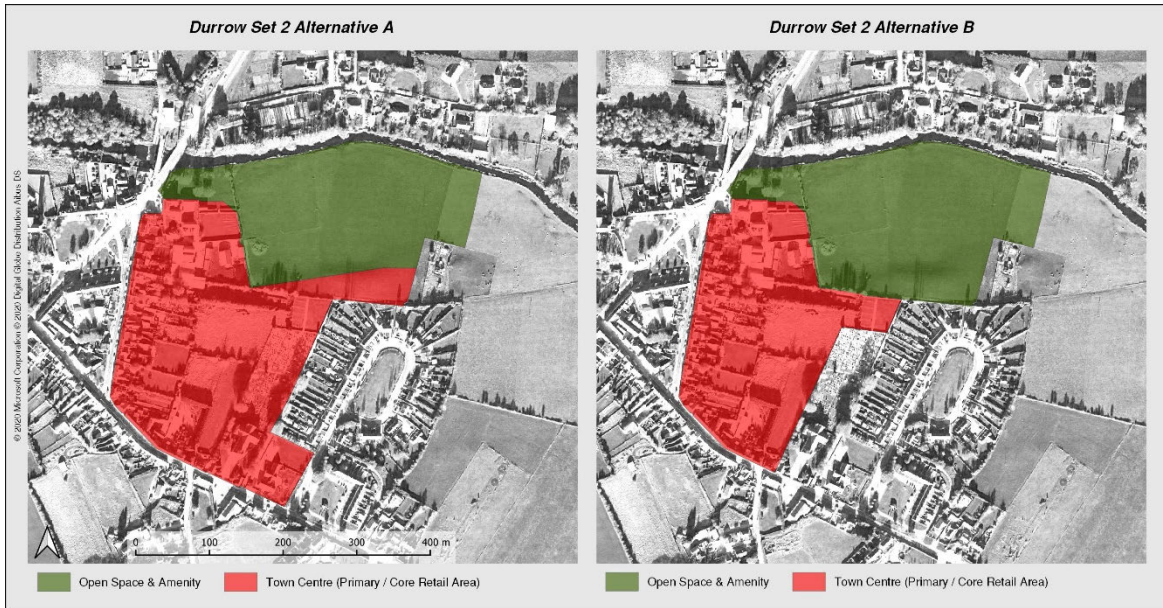 Durrow Set 2 Alternative A
Durrow Set 2 Alternative B
© 2020 Microsoft Corporation © 2020 Digital Globe Distribution Aibus DS
0 100 200 300 400 m
Open Space & Amenity
Town Centre (Primary / Core Retail Area)
Open Space & Amenity
Town Centre (Primary / Core Retail Area)